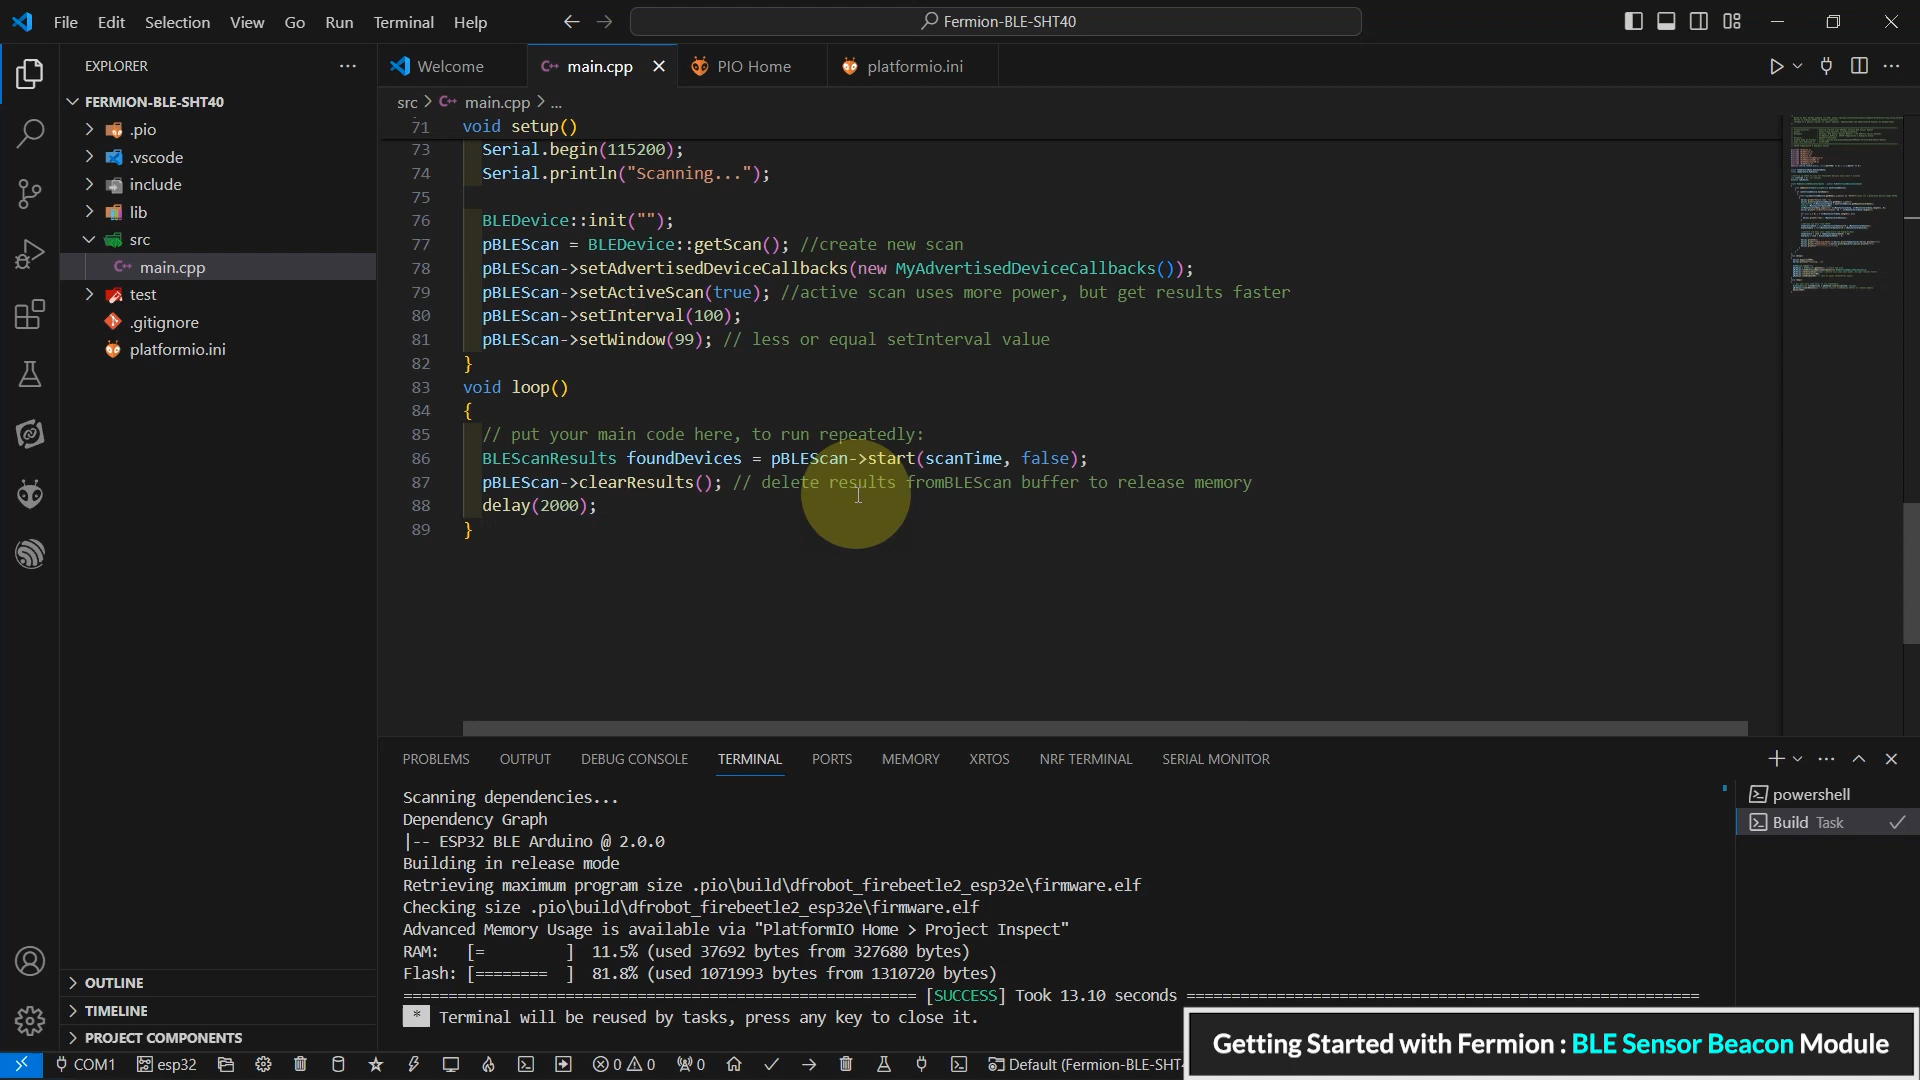 File Edit Selection View Go Run Terminal Help
Fermion-BLE-SHT40
EXPLORER
Welcome
main.cpp
PIO Home
platformio.ini
FERMION-BLE-SHT40
.pio
.vscode
include
lib
src
main.cpp
test
.gitignore
platformio.ini
OUTLINE
TIMELINE
PROJECT COMPONENTS
src > main.cpp > ...
71 void setup()
73 Serial.begin(115200);
74 Serial.println("Scanning...");
75
76 BLEDevice::init("");
77 pBLEScan = BLEDevice::getScan(); //create new scan
78 pBLEScan->setAdvertisedDeviceCallbacks(new MyAdvertisedDeviceCallbacks());
79 pBLEScan->setActiveScan(true); //active scan uses more power, but get results faster
80 pBLEScan->setInterval(100);
81 pBLEScan->setWindow(99); // less or equal setInterval value
82 }
83 void loop()
84 {
85 // put your main code here, to run repeatedly:
86 BLEScanResults foundDevices = pBLEScan->start(scanTime, false);
87 pBLEScan->clearResults(); // delete results fromBLEScan buffer to release memory
88 delay(2000);
89 }
PROBLEMS OUTPUT DEBUG CONSOLE TERMINAL PORTS MEMORY XRTOS NRF TERMINAL SERIAL MONITOR
Scanning dependencies...
Dependency Graph
|-- ESP32 BLE Arduino @ 2.0.0
Building in release mode
Retrieving maximum program size .pio\build\dfrobot_firebeetle2_esp32e\firmware.elf
Checking size .pio\build\dfrobot_firebeetle2_esp32e\firmware.elf
Advanced Memory Usage is available via "PlatformIO Home > Project Inspect"
RAM: [= ] 11.5% (used 37692 bytes from 327680 bytes)
Flash: [======== ] 81.8% (used 1071993 bytes from 1310720 bytes)
========================= [SUCCESS] Took 13.10 seconds =========================
* Terminal will be reused by tasks, press any key to close it.
powershell
Build Task
COM1 esp32 0 0 0 Default (Fermion-BLE-SHT
Getting Started with Fermion : BLE Sensor Beacon Module